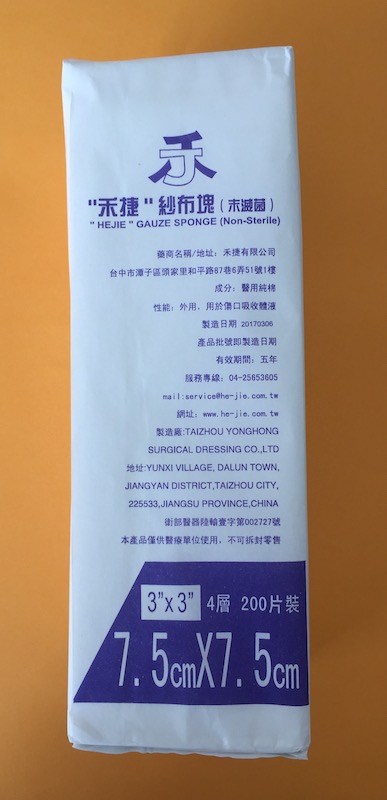 "禾捷"紗布塊(未滅菌)
"HEJIE" GAUZE SPONGE (Non-Sterile)
藥商名稱/地址: 禾捷有限公司
台中市潭子區頭家里和平路87巷6弄51號1樓
成分: 醫用純棉
性能: 外用, 用於傷口吸收體液
製造日期 20170306
產品批號即製造日期
有效期間: 五年
服務專線: 04-25653605
mail:service@he-jie.com.tw
網址: www.he-jie.com.tw
製造廠:TAIZHOU YONGHONG
SURGICAL DRESSING CO.,LTD
地址:YUNXI VILLAGE, DALUN TOWN,
JIANGYAN DISTRICT,TAIZHOU CITY,
225533,JIANGSU PROVINCE,CHINA
衛部醫器陸輸壹字第002727號
本產品僅供醫療單位使用, 不可拆封零售
3"x3" 4層 200片裝
7.5cmX7.5cm